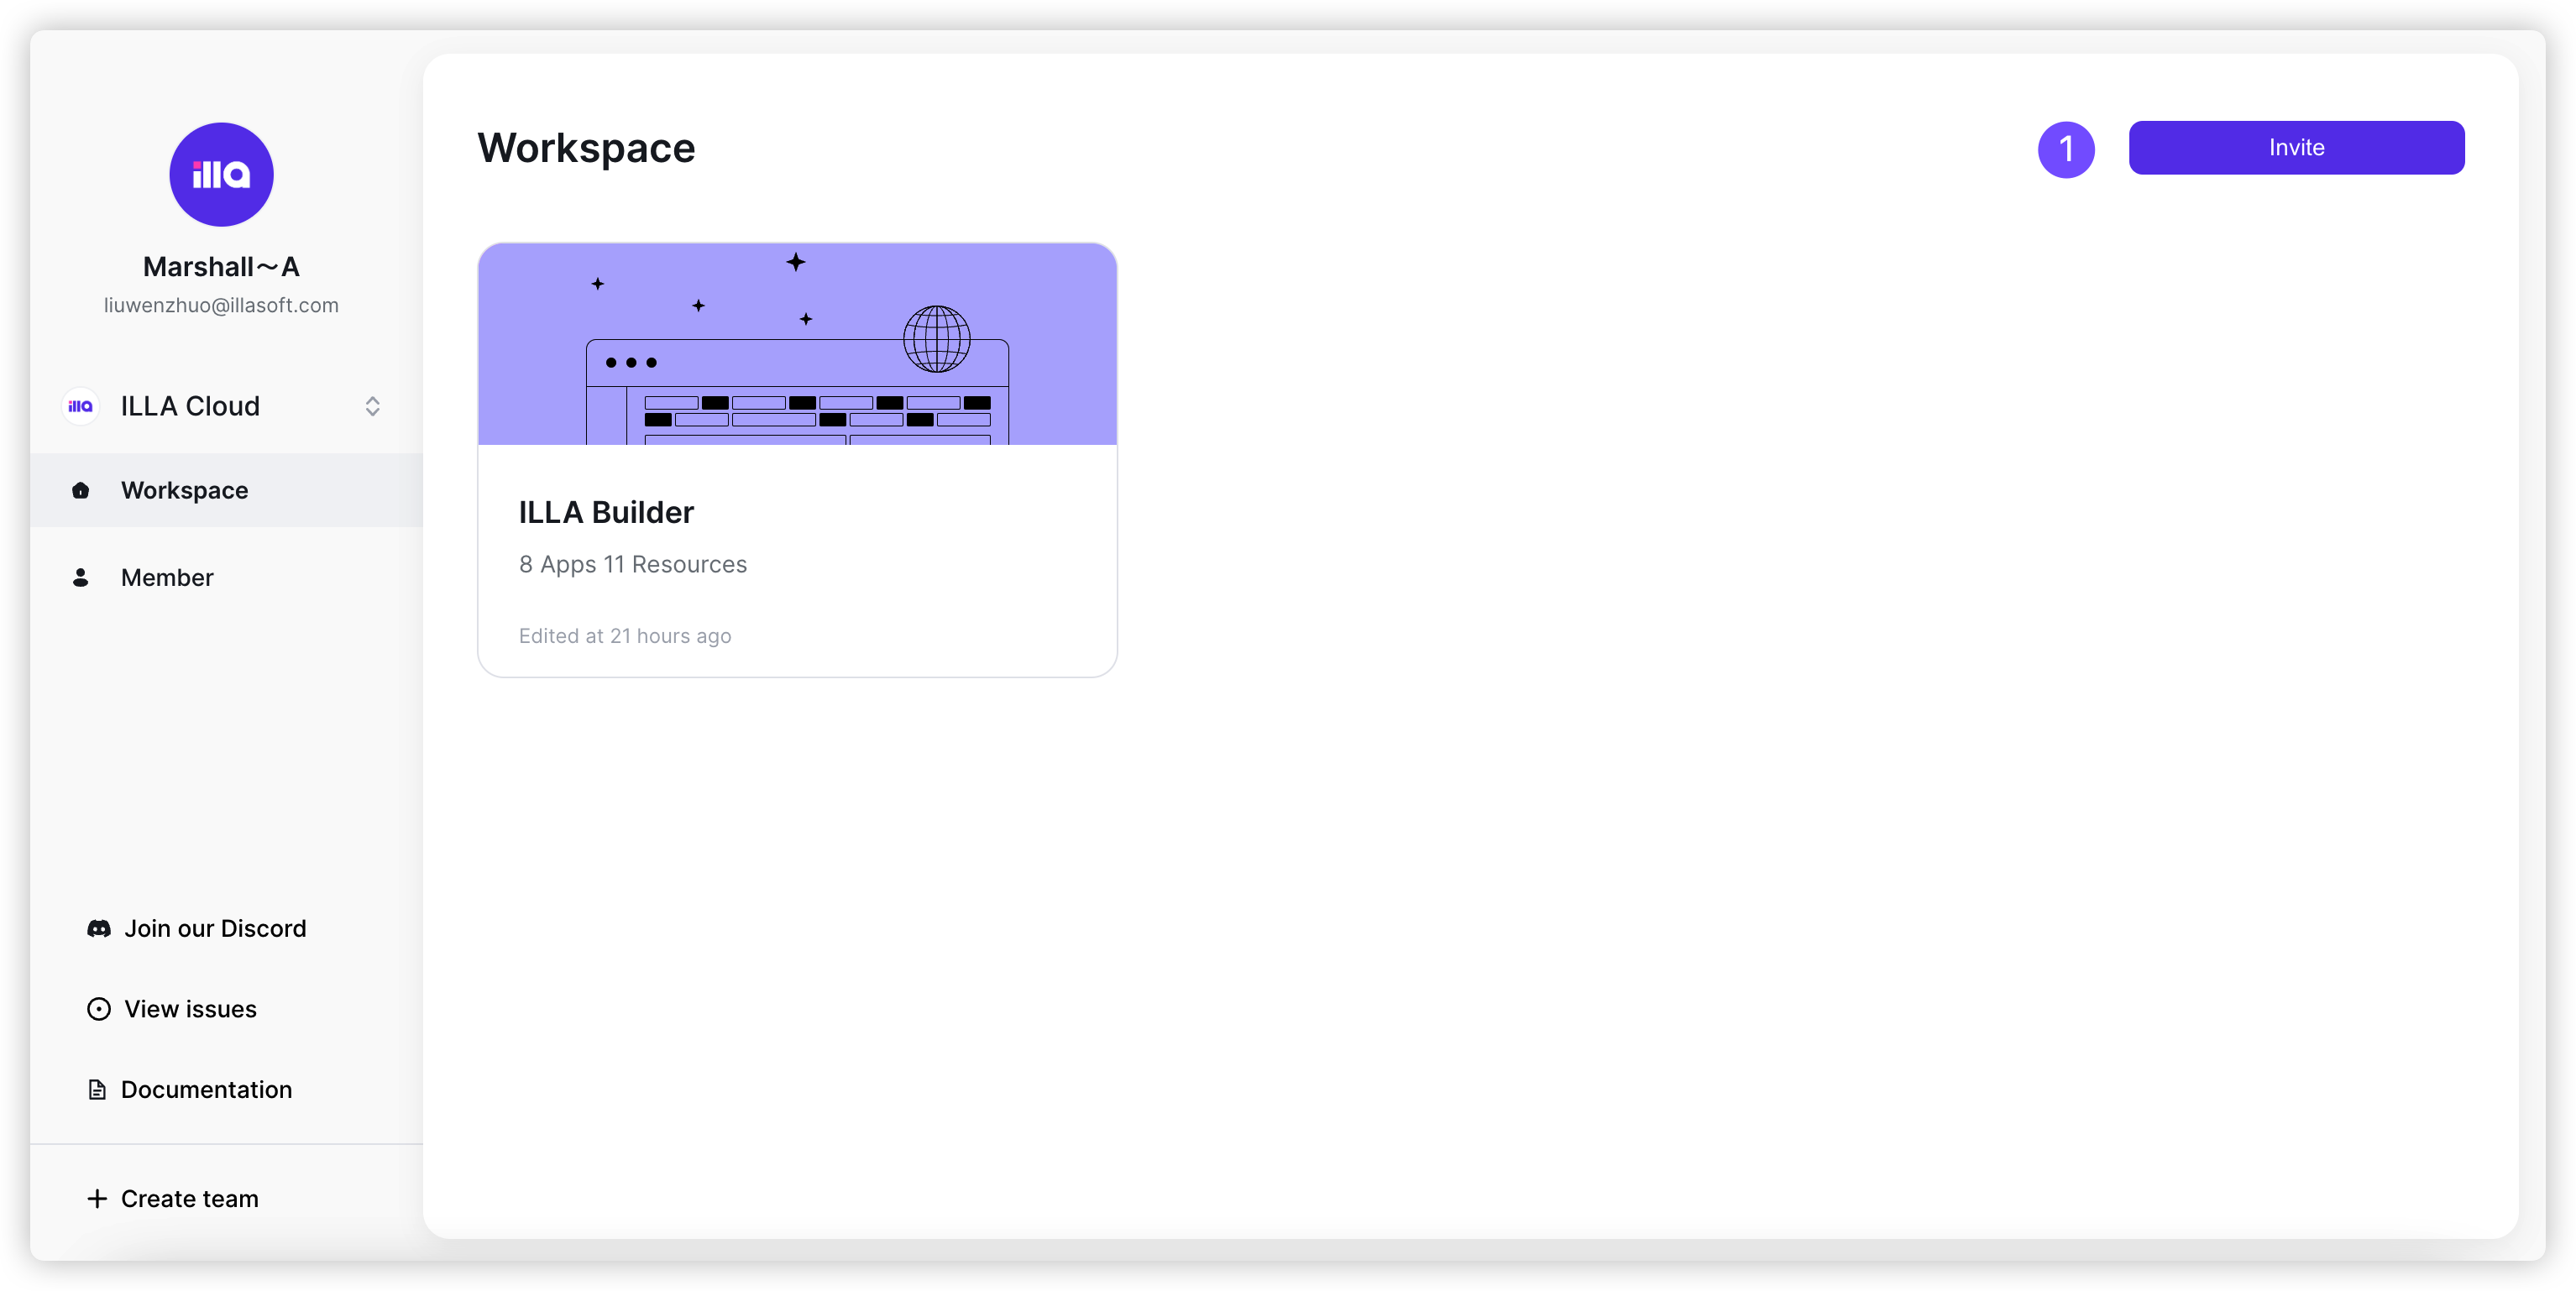 illa
Marshall～A
liuwenzhuo@illasoft.com
illa ILLA Cloud
Workspace
Member
Join our Discord
View issues
Documentation
Create team
Workspace
1 Invite
ILLA Builder
8 Apps 11 Resources
Edited at 21 hours ago